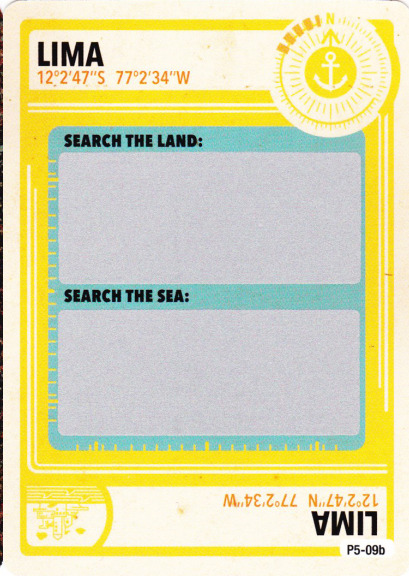 LIMA
12°2'47"S 77°2'34"W
N
SEARCH THE LAND:
SEARCH THE SEA:
12°2'47"N 77°2'34"W
LIMA
P5-09b